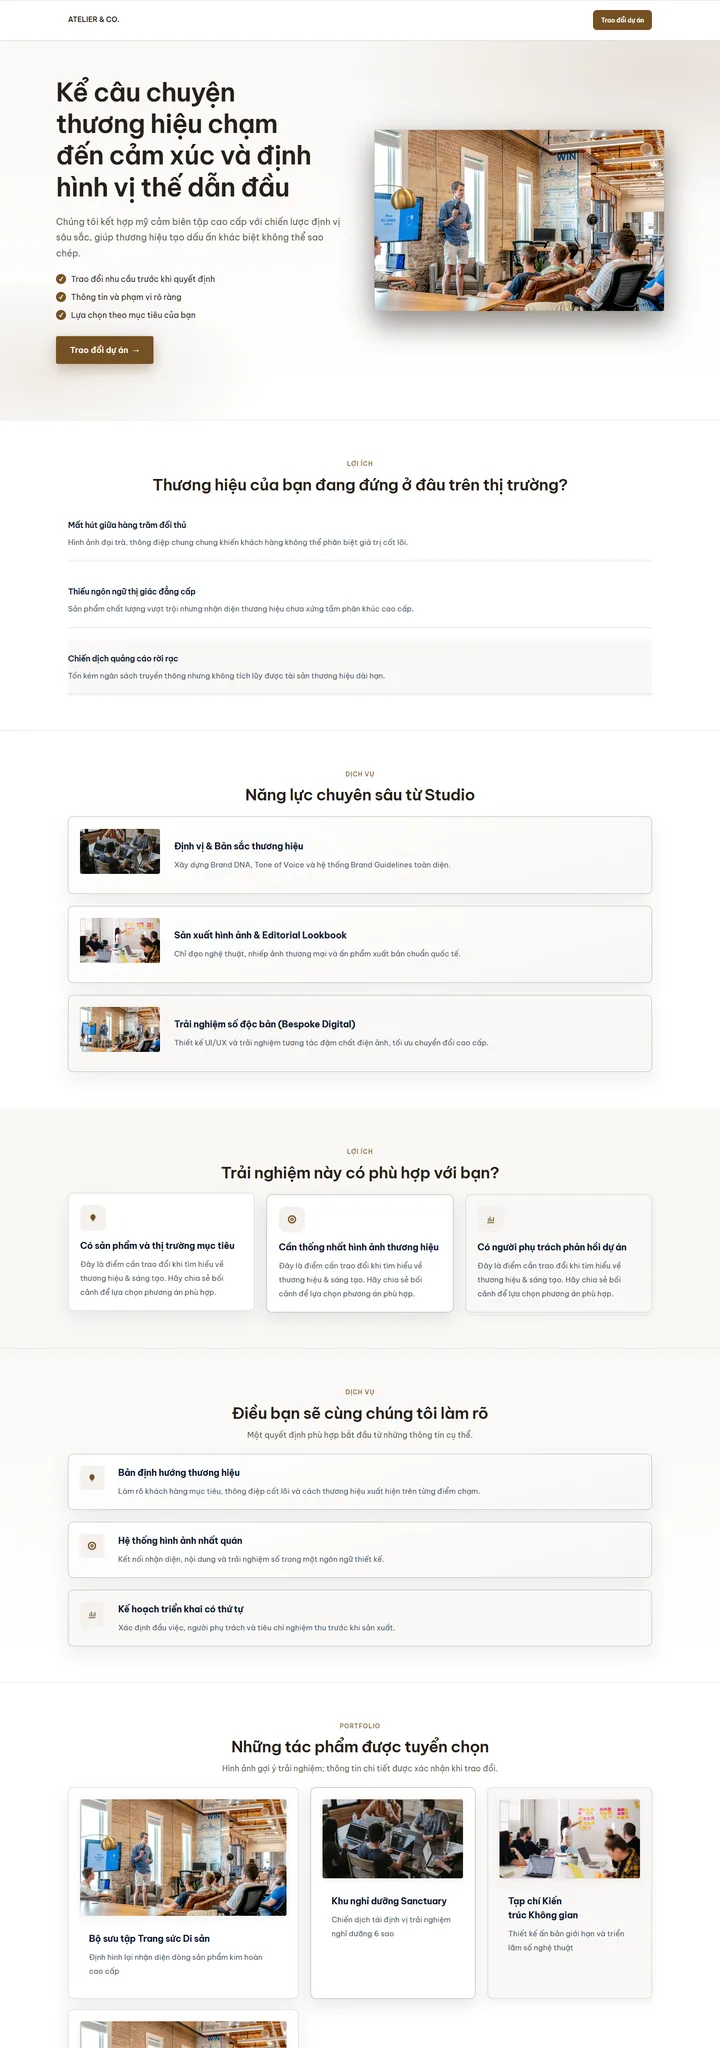 ATELIER & CO.
Trao đổi dự án
Kể câu chuyện
thương hiệu chạm
đến cảm xúc và định
hình vị thế dẫn đầu
Chúng tôi kết hợp mỹ cảm biên tập cao cấp với chiến lược định vị
sâu sắc, giúp thương hiệu tạo dấu ấn khác biệt không thể sao
chép.
Trao đổi nhu cầu trước khi quyết định
Thông tin và phạm vi rõ ràng
Lựa chọn theo mục tiêu của bạn
Trao đổi dự án →
WIN
LỢI ÍCH
Thương hiệu của bạn đang đứng ở đâu trên thị trường?
Mất hút giữa hàng trăm đối thủ
Hình ảnh đại trà, thông điệp chung chung khiến khách hàng không thể phân biệt giá trị cốt lõi.
Thiếu ngôn ngữ thị giác đẳng cấp
Sản phẩm chất lượng vượt trội nhưng nhận diện thương hiệu chưa xứng tầm phân khúc cao cấp.
Chiến dịch quảng cáo rời rạc
Tốn kém ngân sách truyền thông nhưng không tích lũy được tài sản thương hiệu dài hạn.
DỊCH VỤ
Năng lực chuyên sâu từ Studio
Định vị & Bản sắc thương hiệu
Xây dựng Brand DNA, Tone of Voice và hệ thống Brand Guidelines toàn diện.
Sản xuất hình ảnh & Editorial Lookbook
Chỉ đạo nghệ thuật, nhiếp ảnh thương mại và ấn phẩm xuất bản chuẩn quốc tế.
Trải nghiệm số độc bản (Bespoke Digital)
Thiết kế UI/UX và trải nghiệm tương tác đậm chất điện ảnh, tối ưu chuyển đổi cao cấp.
LỢI ÍCH
Trải nghiệm này có phù hợp với bạn?
Có sản phẩm và thị trường mục tiêu
Đây là điểm cần trao đổi khi tìm hiểu về
thương hiệu & sáng tạo. Hãy chia sẻ bối
cảnh để lựa chọn phương án phù hợp.
Cần thống nhất hình ảnh thương hiệu
Đây là điểm cần trao đổi khi tìm hiểu về
thương hiệu & sáng tạo. Hãy chia sẻ bối
cảnh để lựa chọn phương án phù hợp.
Có người phụ trách phản hồi dự án
Đây là điểm cần trao đổi khi tìm hiểu về
thương hiệu & sáng tạo. Hãy chia sẻ bối
cảnh để lựa chọn phương án phù hợp.
DỊCH VỤ
Điều bạn sẽ cùng chúng tôi làm rõ
Một quyết định phù hợp bắt đầu từ những thông tin cụ thể.
Bản định hướng thương hiệu
Làm rõ khách hàng mục tiêu, thông điệp cốt lõi và cách thương hiệu xuất hiện trên từng điểm chạm.
Hệ thống hình ảnh nhất quán
Kết nối nhận diện, nội dung và trải nghiệm số trong một ngôn ngữ thiết kế.
Kế hoạch triển khai có thứ tự
Xác định đầu việc, người phụ trách và tiêu chí nghiệm thu trước khi sản xuất.
PORTFOLIO
Những tác phẩm được tuyển chọn
Hình ảnh gợi ý trải nghiệm; thông tin chi tiết được xác nhận khi trao đổi.
WIN
Bộ sưu tập Trang sức Di sản
Định hình lại nhận diện dòng sản phẩm kim hoàn
cao cấp
Khu nghỉ dưỡng Sanctuary
Chiến dịch tái định vị trải nghiệm
nghỉ dưỡng 6 sao
Tạp chí Kiến
trúc Không gian
Thiết kế ấn bản giới hạn và triển
lãm số nghệ thuật
WIN